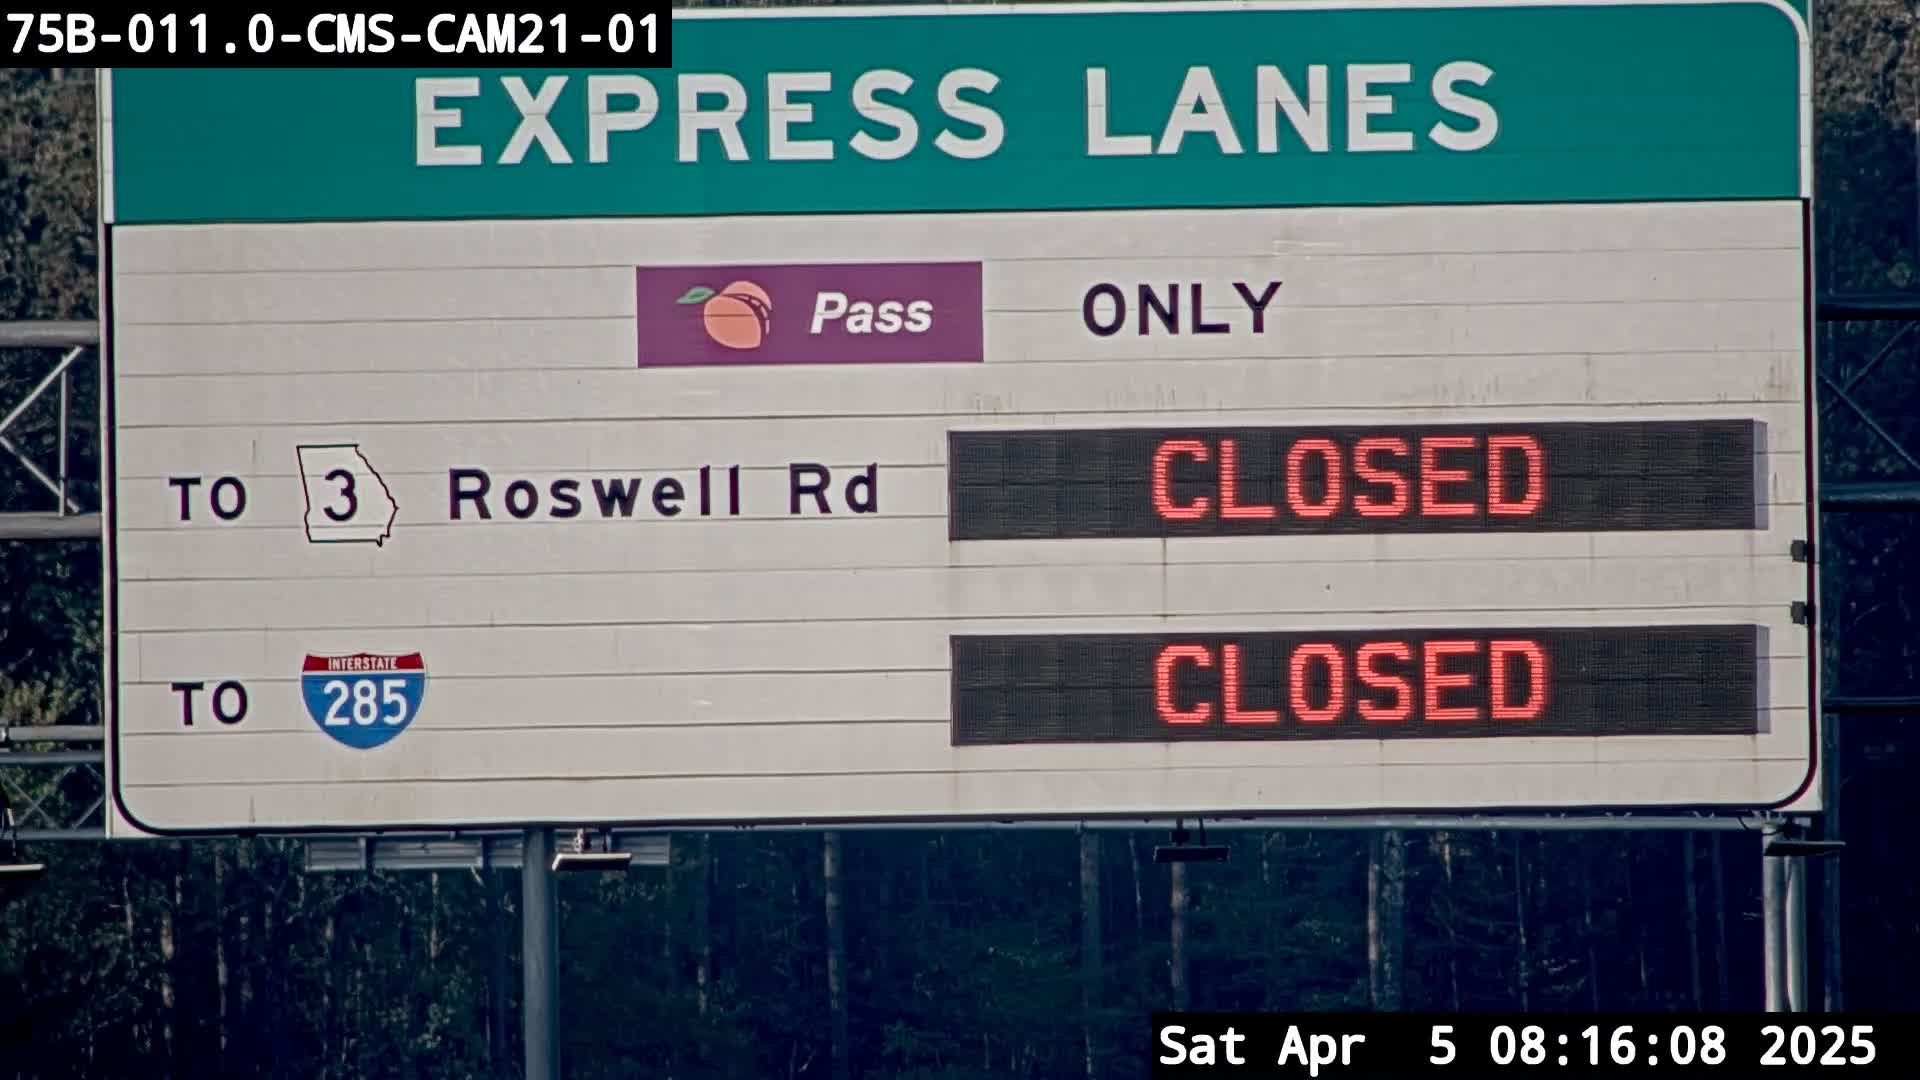 75B-011.0-CMS-CAM21-01
EXPRESS LANES
Pass ONLY
TO 3 Roswell Rd CLOSED
INTERSTATE
TO 285 CLOSED
Sat Apr 5 08:16:08 2025